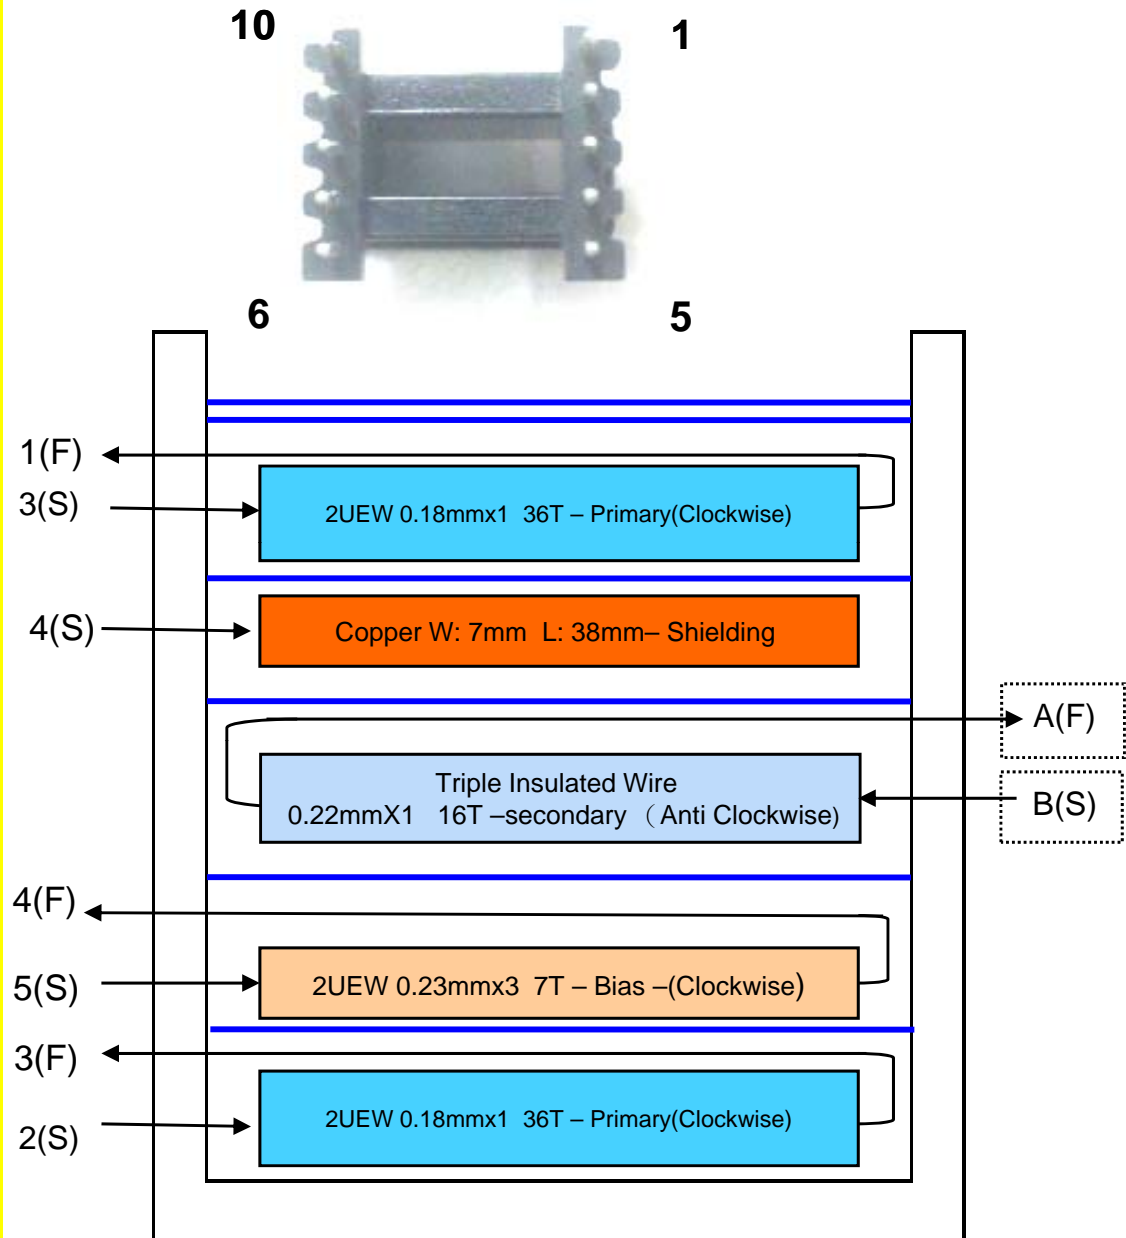 10
1
6
5
1(F)
3(S)
2UEW 0.18mmx1 36T – Primary(Clockwise)
4(S)
Copper W: 7mm L: 38mm– Shielding
A(F)
Triple Insulated Wire
0.22mmX1 16T –secondary （Anti Clockwise）
B(S)
4(F)
5(S)
2UEW 0.23mmx3 7T – Bias –(Clockwise)
3(F)
2(S)
2UEW 0.18mmx1 36T – Primary(Clockwise)